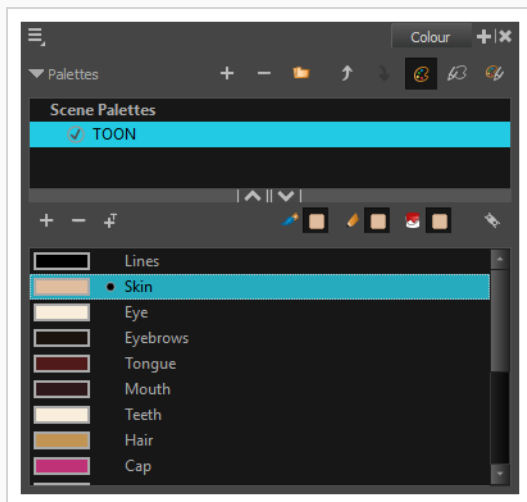 Colour
Palettes
Scene Palettes
TOON
Lines
Skin
Eye
Eyebrows
Tongue
Mouth
Teeth
Hair
Cap